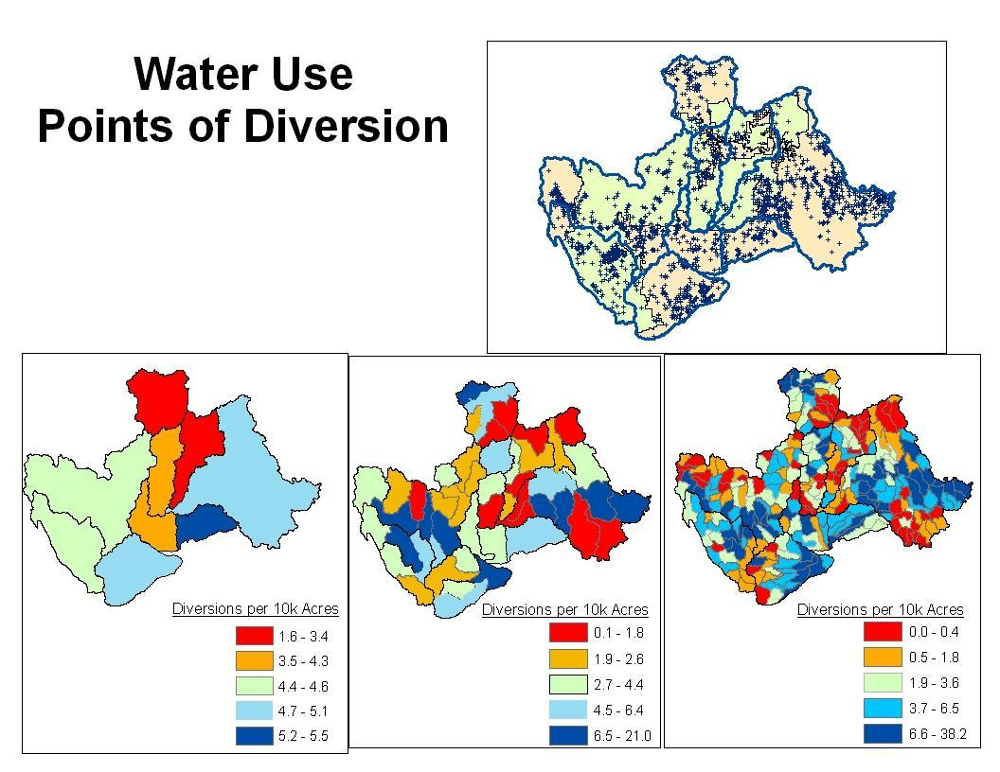 Water Use
Points of Diversion
Diversions per 10k Acres
1.6 - 3.4
3.5 - 4.3
4.4 - 4.6
4.7 - 5.1
5.2 - 5.5
Diversions per 10k Acres
0.1 - 1.8
1.9 - 2.6
2.7 - 4.4
4.5 - 6.4
6.5 - 21.0
Diversions per 10k Acres
0.0 - 0.4
0.5 - 1.8
1.9 - 3.6
3.7 - 6.5
6.6 - 38.2